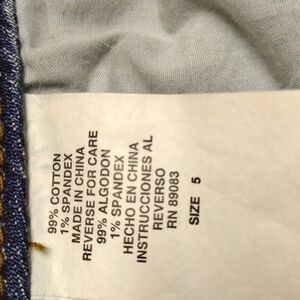 99% COTTON
1% SPANDEX
MADE IN CHINA
REVERSE FOR CARE
99% ALGODON
1% SPANDEX
HECHO EN CHINA
INSTRUCCIONES AL
REVERSO
RN 89083
SIZE 5